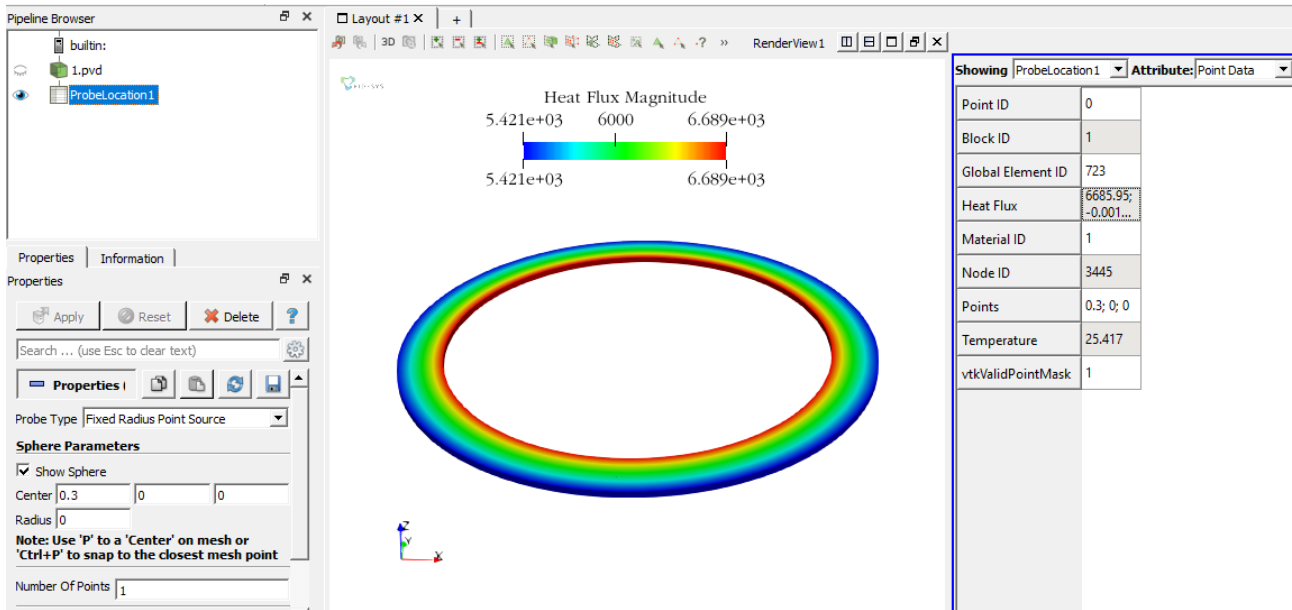 Pipeline Browser
builtin:
1.pvd
ProbeLocation1
Properties
Information
Properties
Apply
Reset
Delete
?
Search ... (use Esc to clear text)
Properties (
Probe Type Fixed Radius Point Source
Sphere Parameters
Show Sphere
Center 0.3 0 0
Radius 0
Note: Use 'P' to a 'Center' on mesh or
'Ctrl+P' to snap to the closest mesh point
Number Of Points 1
Layout #1
+
3D
RenderView1
Heat Flux Magnitude
5.421e+03 6000 6.689e+03
5.421e+03 6.689e+03
Z
Y
X
Showing ProbeLocation1 Attribute: Point Data
Point ID 0
Block ID 1
Global Element ID 723
Heat Flux 6685.95;
-0.001...
Material ID 1
Node ID 3445
Points 0.3; 0; 0
Temperature 25.417
vtkValidPointMask 1